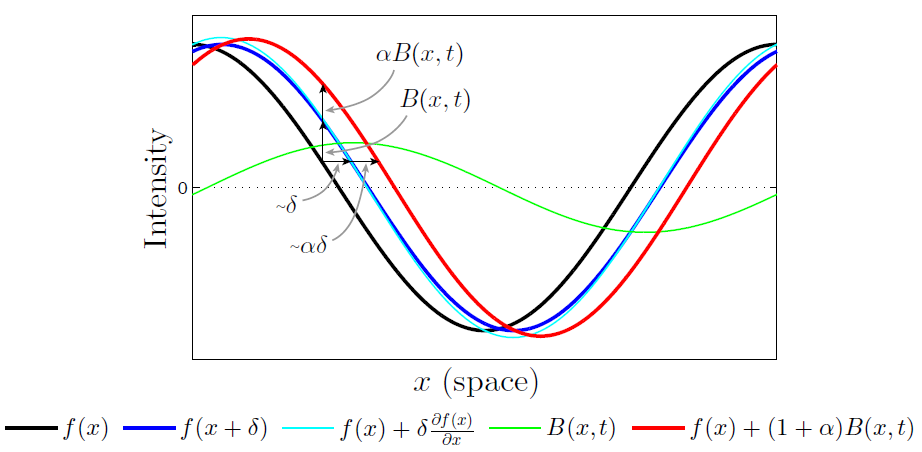 αB(x, t)
B(x, t)
Intensity
0
~δ
~αδ
x (space)
f(x) f(x + δ) f(x) + δ ∂f(x)/∂x B(x, t) f(x) + (1 + α)B(x, t)